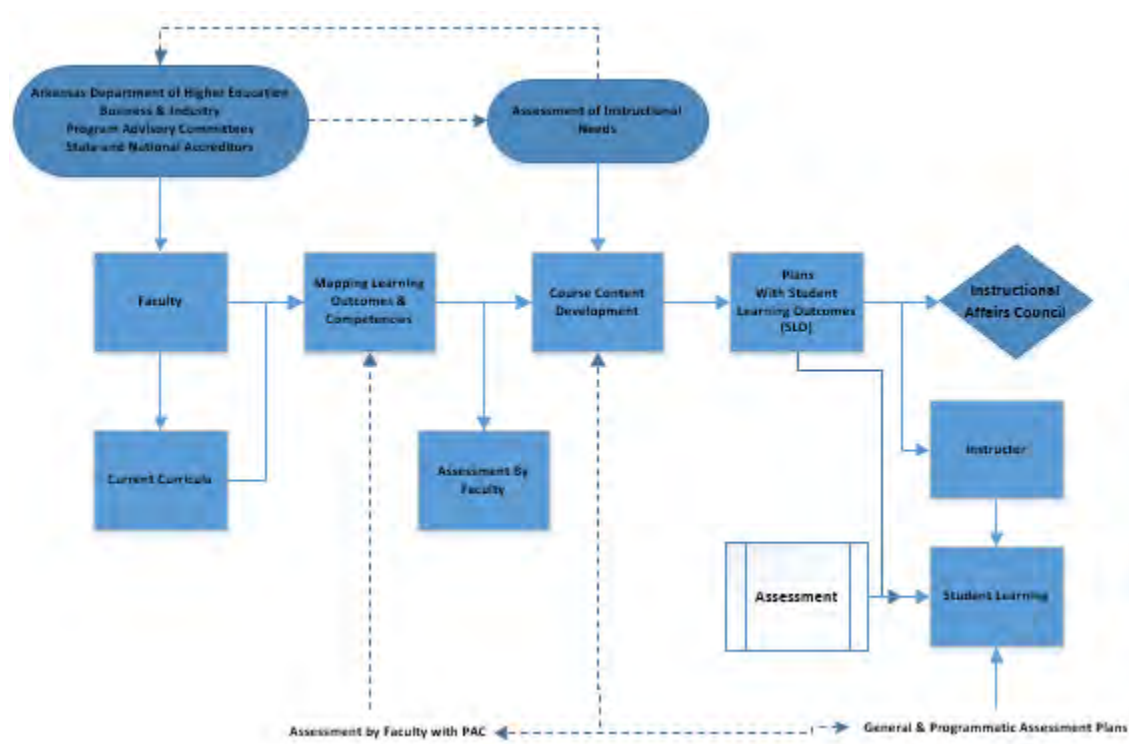 Arkansas Department of Higher Education
Business & Industry
Program Advisory Committees
State and National Accreditors
Assessment of Instructional
Needs
Faculty
Mapping Learning
Outcomes &
Competencies
Course Content
Development
Plans
With Student
Learning Outcomes
(SLO)
Instructional
Affairs Council
Current Curricula
Assessment By
Faculty
Instructor
Assessment
Student Learning
Assessment by Faculty with PAC
General & Programmatic Assessment Plans